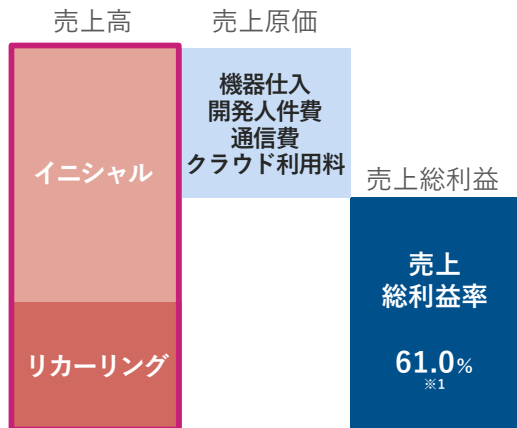 売上高
売上原価
機器仕入
開発人件費
通信費
クラウド利用料
イニシャル
売上総利益
売上
総利益率
リカーリング
61.0%
※1